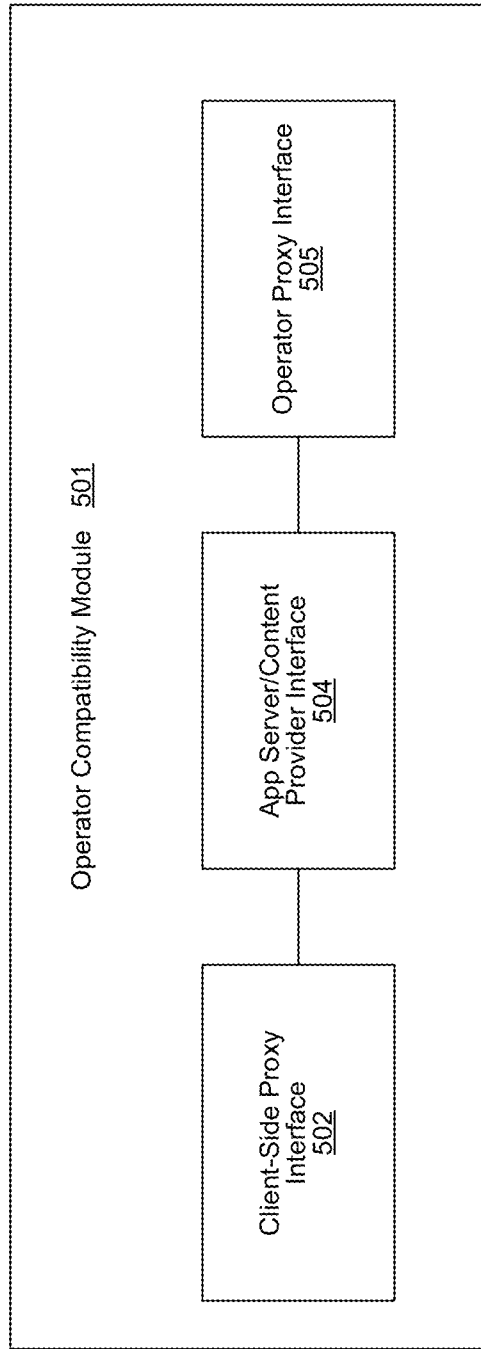 Operator Compatibility Module 501
Client-Side Proxy
Interface
502
App Server/Content
Provider Interface
504
Operator Proxy Interface
505